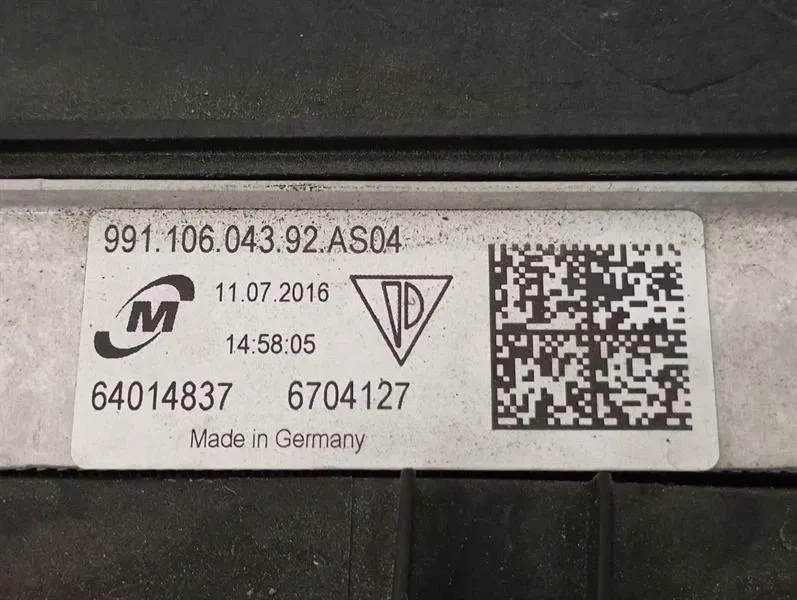 991.106.043.92.AS04
M
11.07.2016
14:58:05
64014837 6704127
Made in Germany